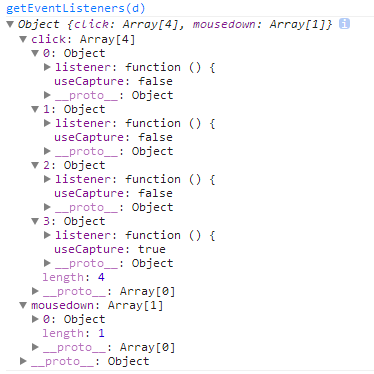 getEventListeners(d)
Object {click: Array[4], mousedown: Array[1]} i
click: Array[4]
0: Object
listener: function () {
useCapture: false
__proto__: Object
1: Object
listener: function () {
useCapture: false
__proto__: Object
2: Object
listener: function () {
useCapture: false
__proto__: Object
3: Object
listener: function () {
useCapture: true
__proto__: Object
length: 4
__proto__: Array[0]
mousedown: Array[1]
0: Object
length: 1
__proto__: Array[0]
__proto__: Object